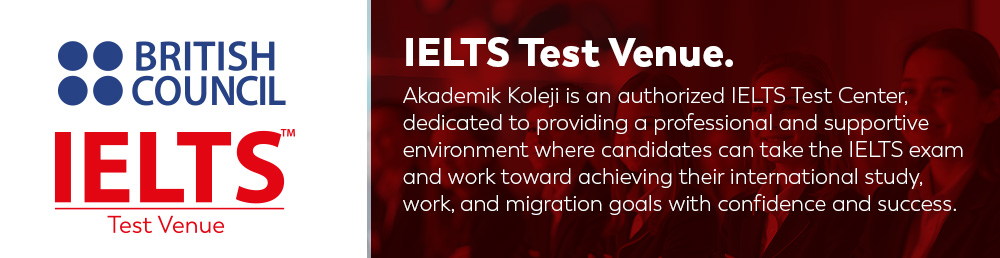 BRITISH
COUNCIL
IELTS™
Test Venue
IELTS Test Venue.
Akademik Koleji is an authorized IELTS Test Center,
dedicated to providing a professional and supportive
environment where candidates can take the IELTS exam
and work toward achieving their international study,
work, and migration goals with confidence and success.